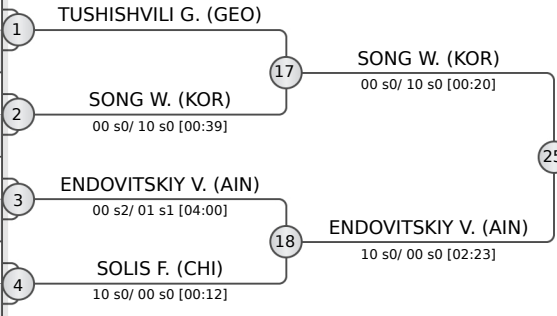 TUSHISHVILI G. (GEO)
1
17
SONG W. (KOR)
00 s0/ 10 s0 [00:20]
SONG W. (KOR)
2
00 s0/ 10 s0 [00:39]
25
ENDOVITSKIY V. (AIN)
3
00 s2/ 01 s1 [04:00]
18
ENDOVITSKIY V. (AIN)
10 s0/ 00 s0 [02:23]
SOLIS F. (CHI)
4
10 s0/ 00 s0 [00:12]